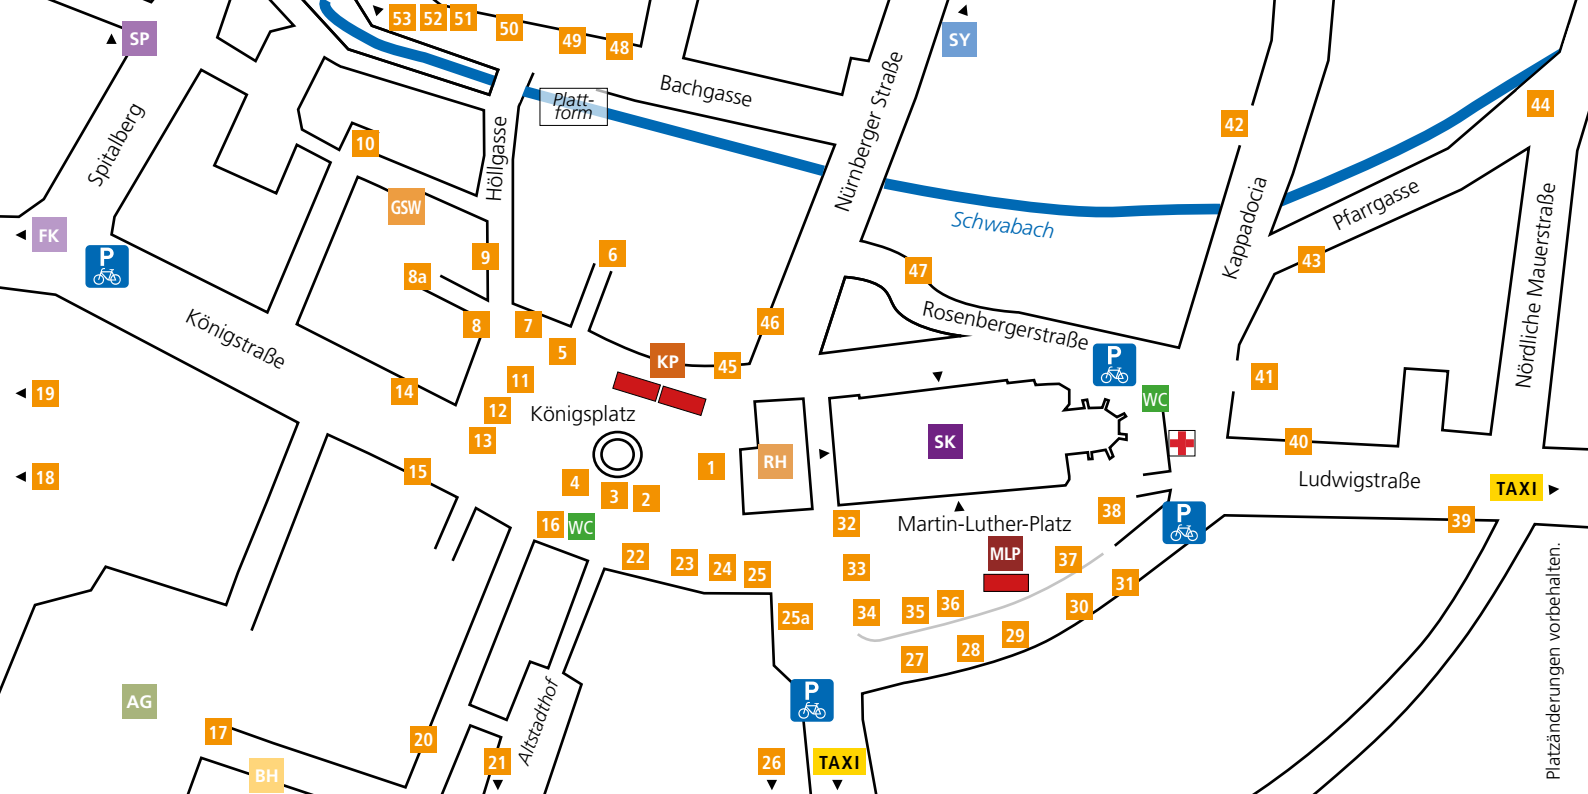 53 52 51
50
49
48
SP
SY
Bachgasse
Platt-
form
Nürnberger Straße
44
42
Spitalberg
10
Höllgasse
Kappadocia
Pfarrgasse
Nördliche Mauerstraße
GSW
Schwabach
FK
P
9
6
8a
43
47
Königstraße
8
7
46
Rosenbergerstraße
5
KP
45
P
11
41
14
19
WC
12
Königsplatz
13
SK
40
RH
1
15
18
4
3
2
Ludwigstraße
TAXI
16
WC
32
Martin-Luther-Platz
38
P
39
22
23
24
25
33
MLP
37
31
25a
34
35
36
30
29
28
27
Altstadthof
AG
P
17
20
21
26
TAXI
BH
Platzänderungen vorbehalten.